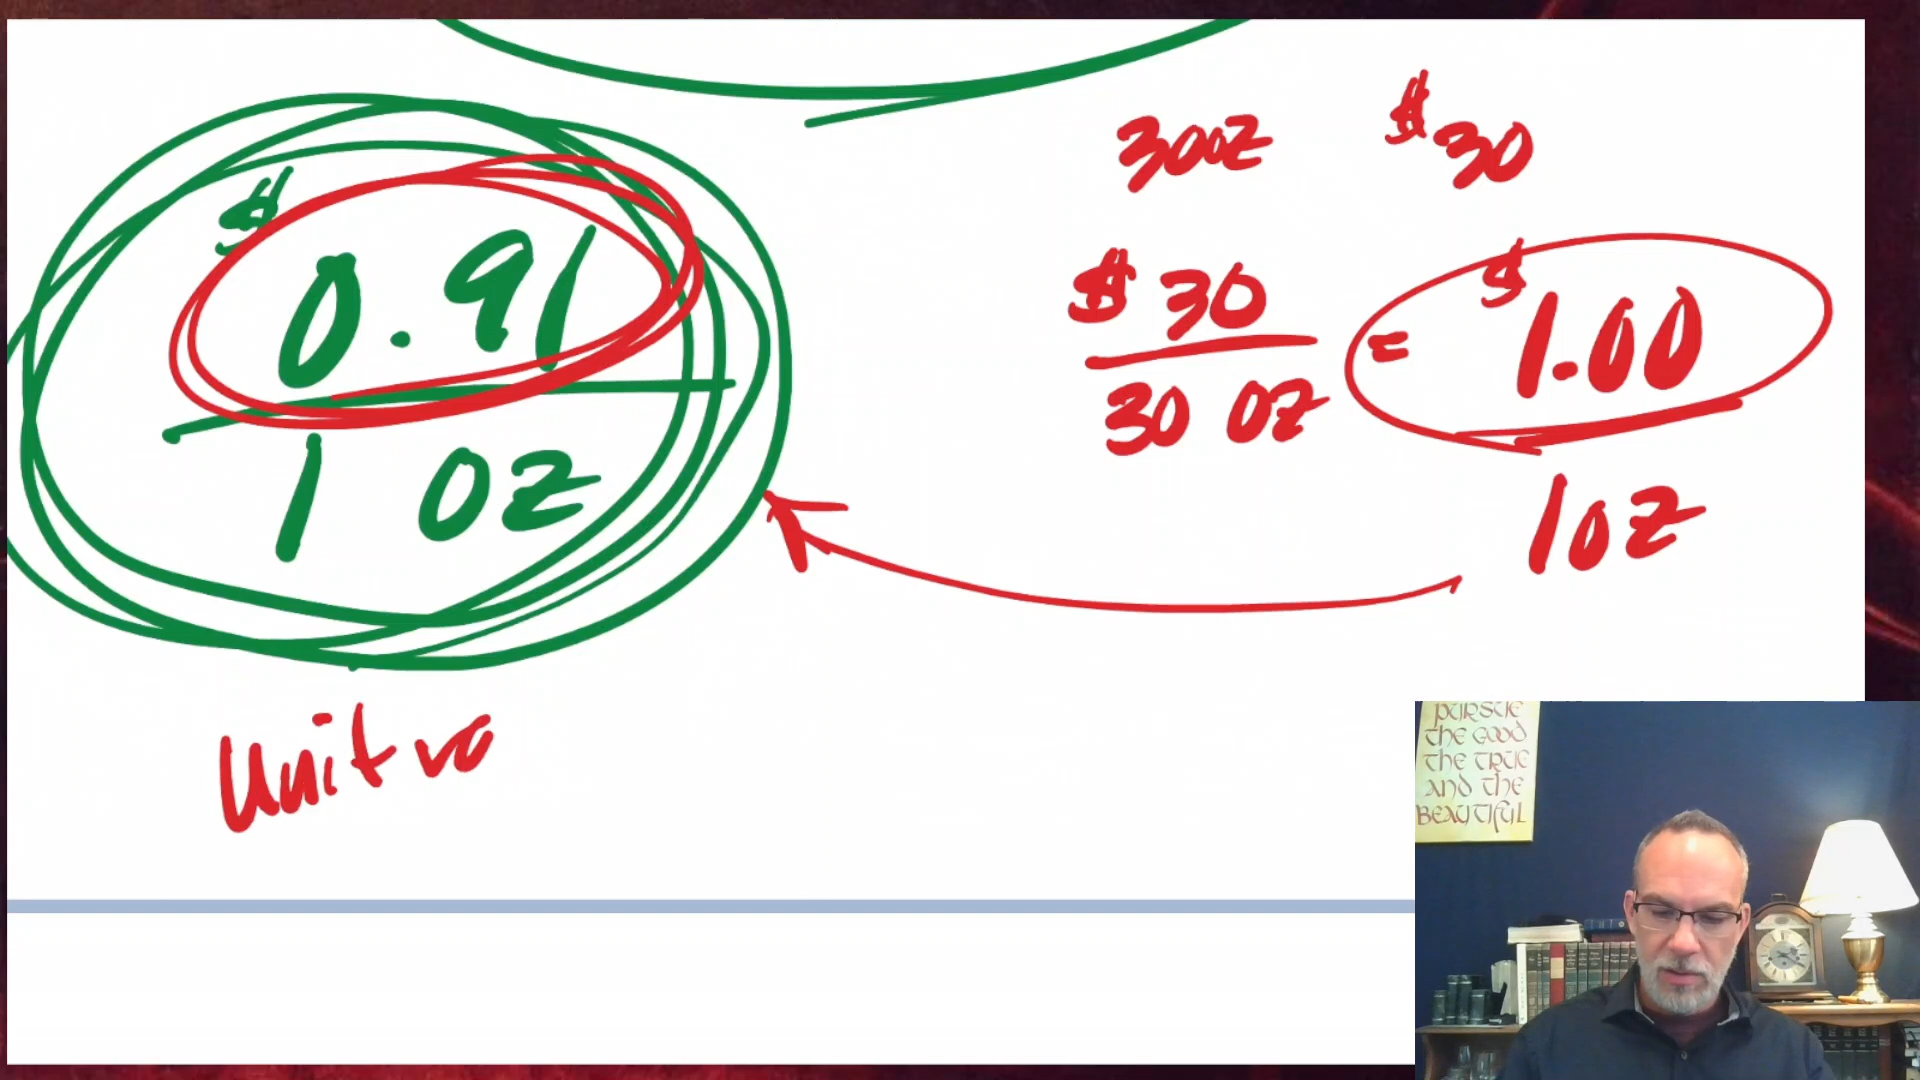 $0.91
1 oz
Unit ra
30oz $30
$30
30 oz
= $1.00
1oz
PURSUE
THE GOOD
THE TRUE
AND THE
BEAUTIFUL